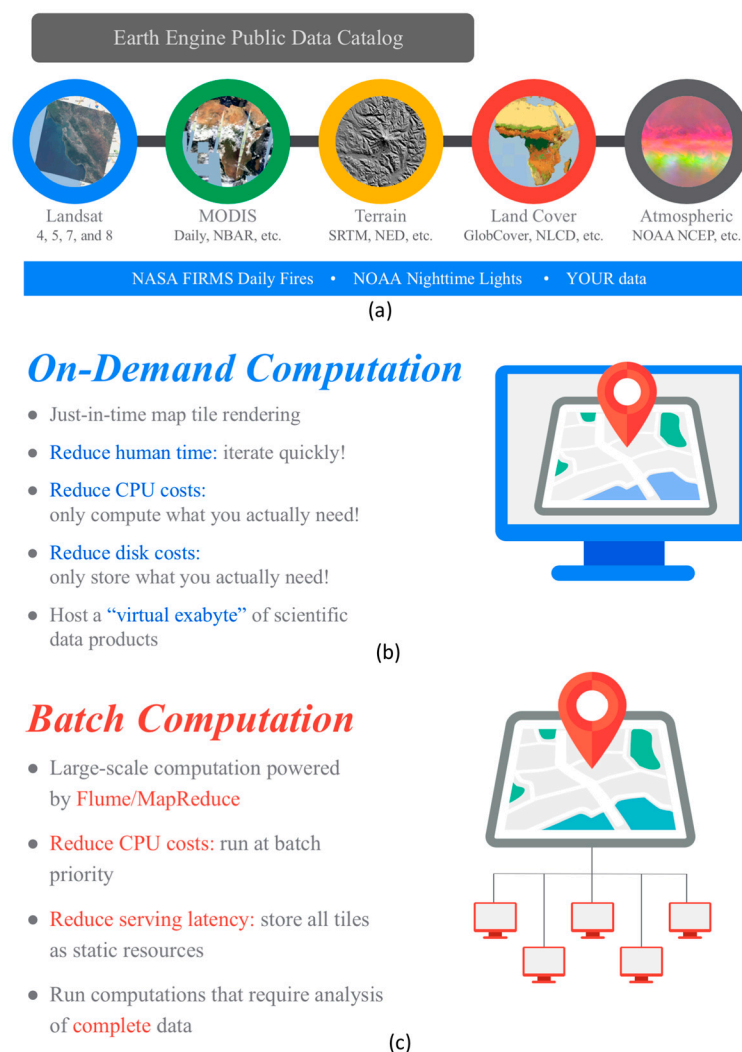 Earth Engine Public Data Catalog
Landsat
4, 5, 7, and 8
MODIS
Daily, NBAR, etc.
Terrain
SRTM, NED, etc.
Land Cover
GlobCover, NLCD, etc.
Atmospheric
NOAA NCEP, etc.
NASA FIRMS Daily Fires • NOAA Nighttime Lights • YOUR data
(a)
On-Demand Computation
● Just-in-time map tile rendering
● Reduce human time: iterate quickly!
● Reduce CPU costs:
only compute what you actually need!
● Reduce disk costs:
only store what you actually need!
● Host a “virtual exabyte” of scientific
data products
(b)
Batch Computation
● Large-scale computation powered
by Flume/MapReduce
● Reduce CPU costs: run at batch
priority
● Reduce serving latency: store all tiles
as static resources
● Run computations that require analysis
of complete data
(c)